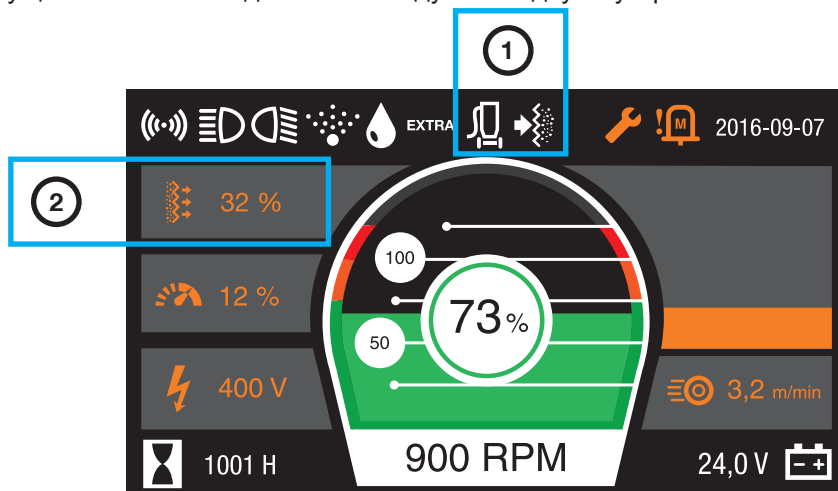 1
EXTRA
M
2016-09-07
2
32 %
100
12 %
73%
50
400 V
3,2 m/min
1001 H
900 RPM
24,0 V